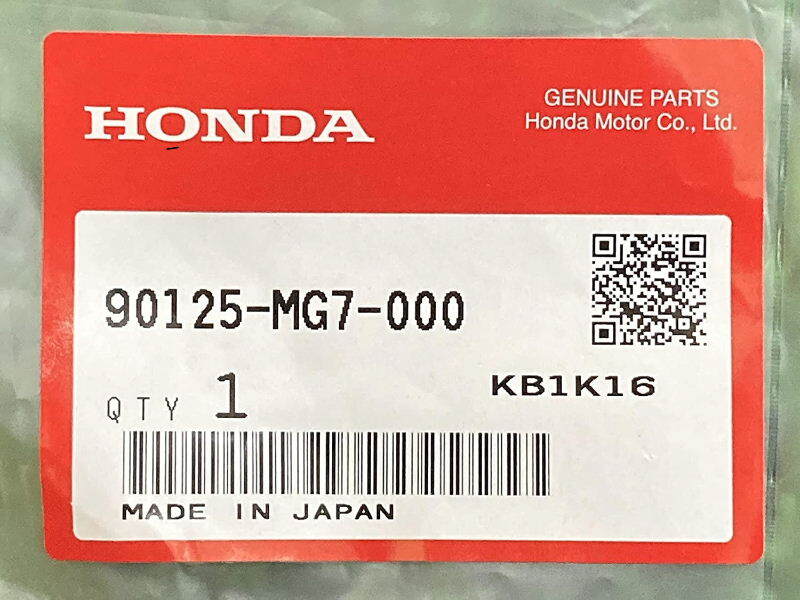 HONDA
GENUINE PARTS
Honda Motor Co., Ltd.
90125-MG7-000
QTY 1
KB1K16
MADE IN JAPAN